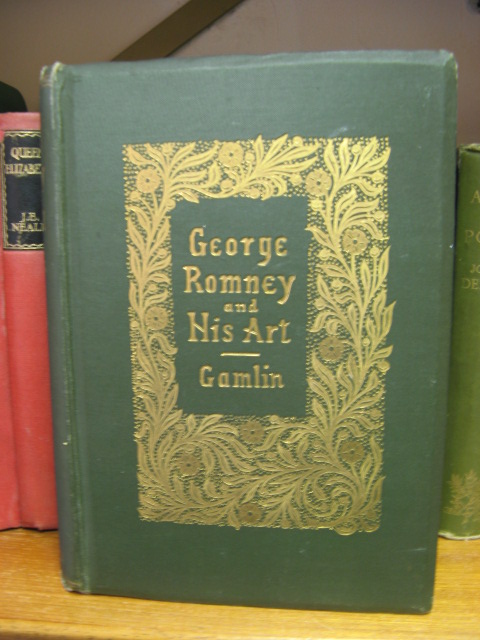 George
Romney
and
His Art
Gamlin
QUEEN
ELIZABETH
J.E.
NEALE